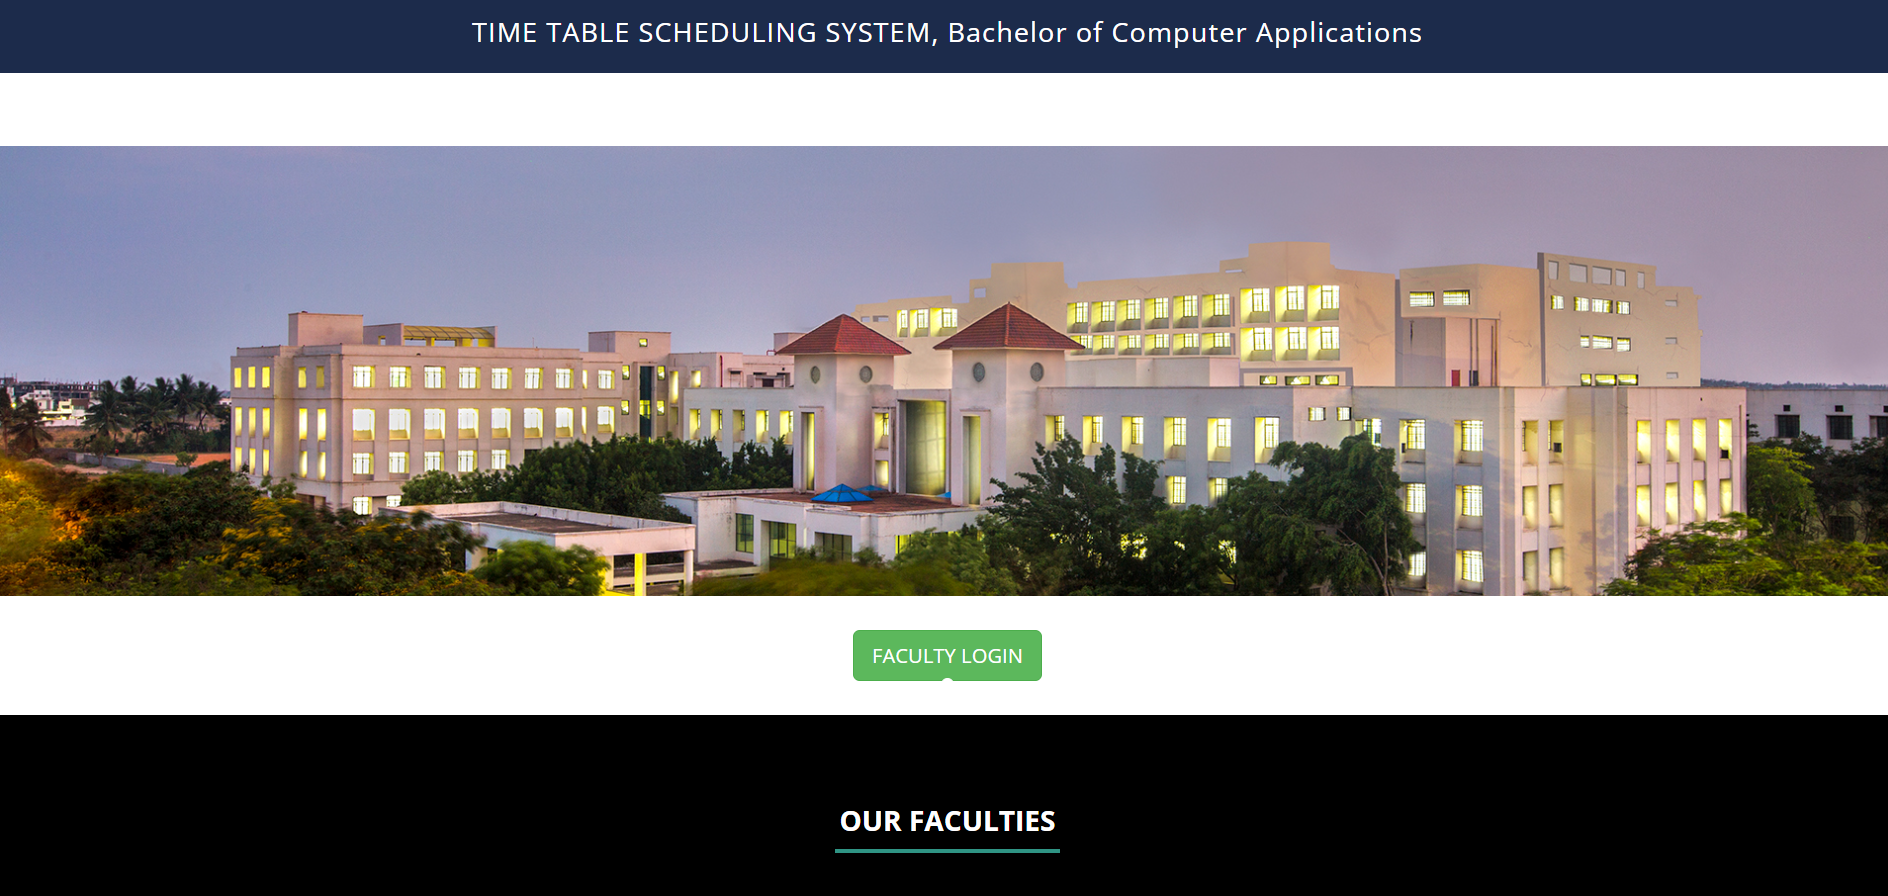 TIME TABLE SCHEDULING SYSTEM, Bachelor of Computer Applications
FACULTY LOGIN
OUR FACULTIES